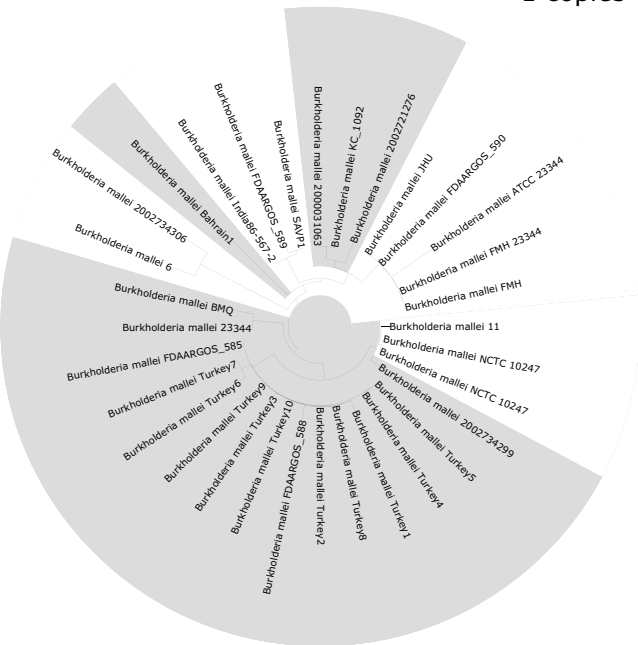 2 copies
Burkholderia mallei 2000031063
Burkholderia mallei KC_1092
Burkholderia mallei 2002721276
Burkholderia mallei JHU
Burkholderia mallei FDAARGOS_590
Burkholderia mallei ATCC 23344
Burkholderia mallei FMH 23344
Burkholderia mallei FMH
Burkholderia mallei 11
Burkholderia mallei NCTC 10247
Burkholderia mallei NCTC 10247
Burkholderia mallei 2002734299
Burkholderia mallei Turkey5
Burkholderia mallei Turkey4
Burkholderia mallei Turkey1
Burkholderia mallei Turkey8
Burkholderia mallei Turkey2
Burkholderia mallei FDAARGOS_588
Burkholderia mallei Turkey10
Burkholderia mallei Turkey3
Burkholderia mallei Turkey9
Burkholderia mallei Turkey6
Burkholderia mallei Turkey7
Burkholderia mallei FDAARGOS_585
Burkholderia mallei 23344
Burkholderia mallei BMQ
Burkholderia mallei 6
Burkholderia mallei 2002734306
Burkholderia mallei Bahrain1
Burkholderia mallei India86-567-2
Burkholderia mallei FDAARGOS_589
Burkholderia mallei SAVP1